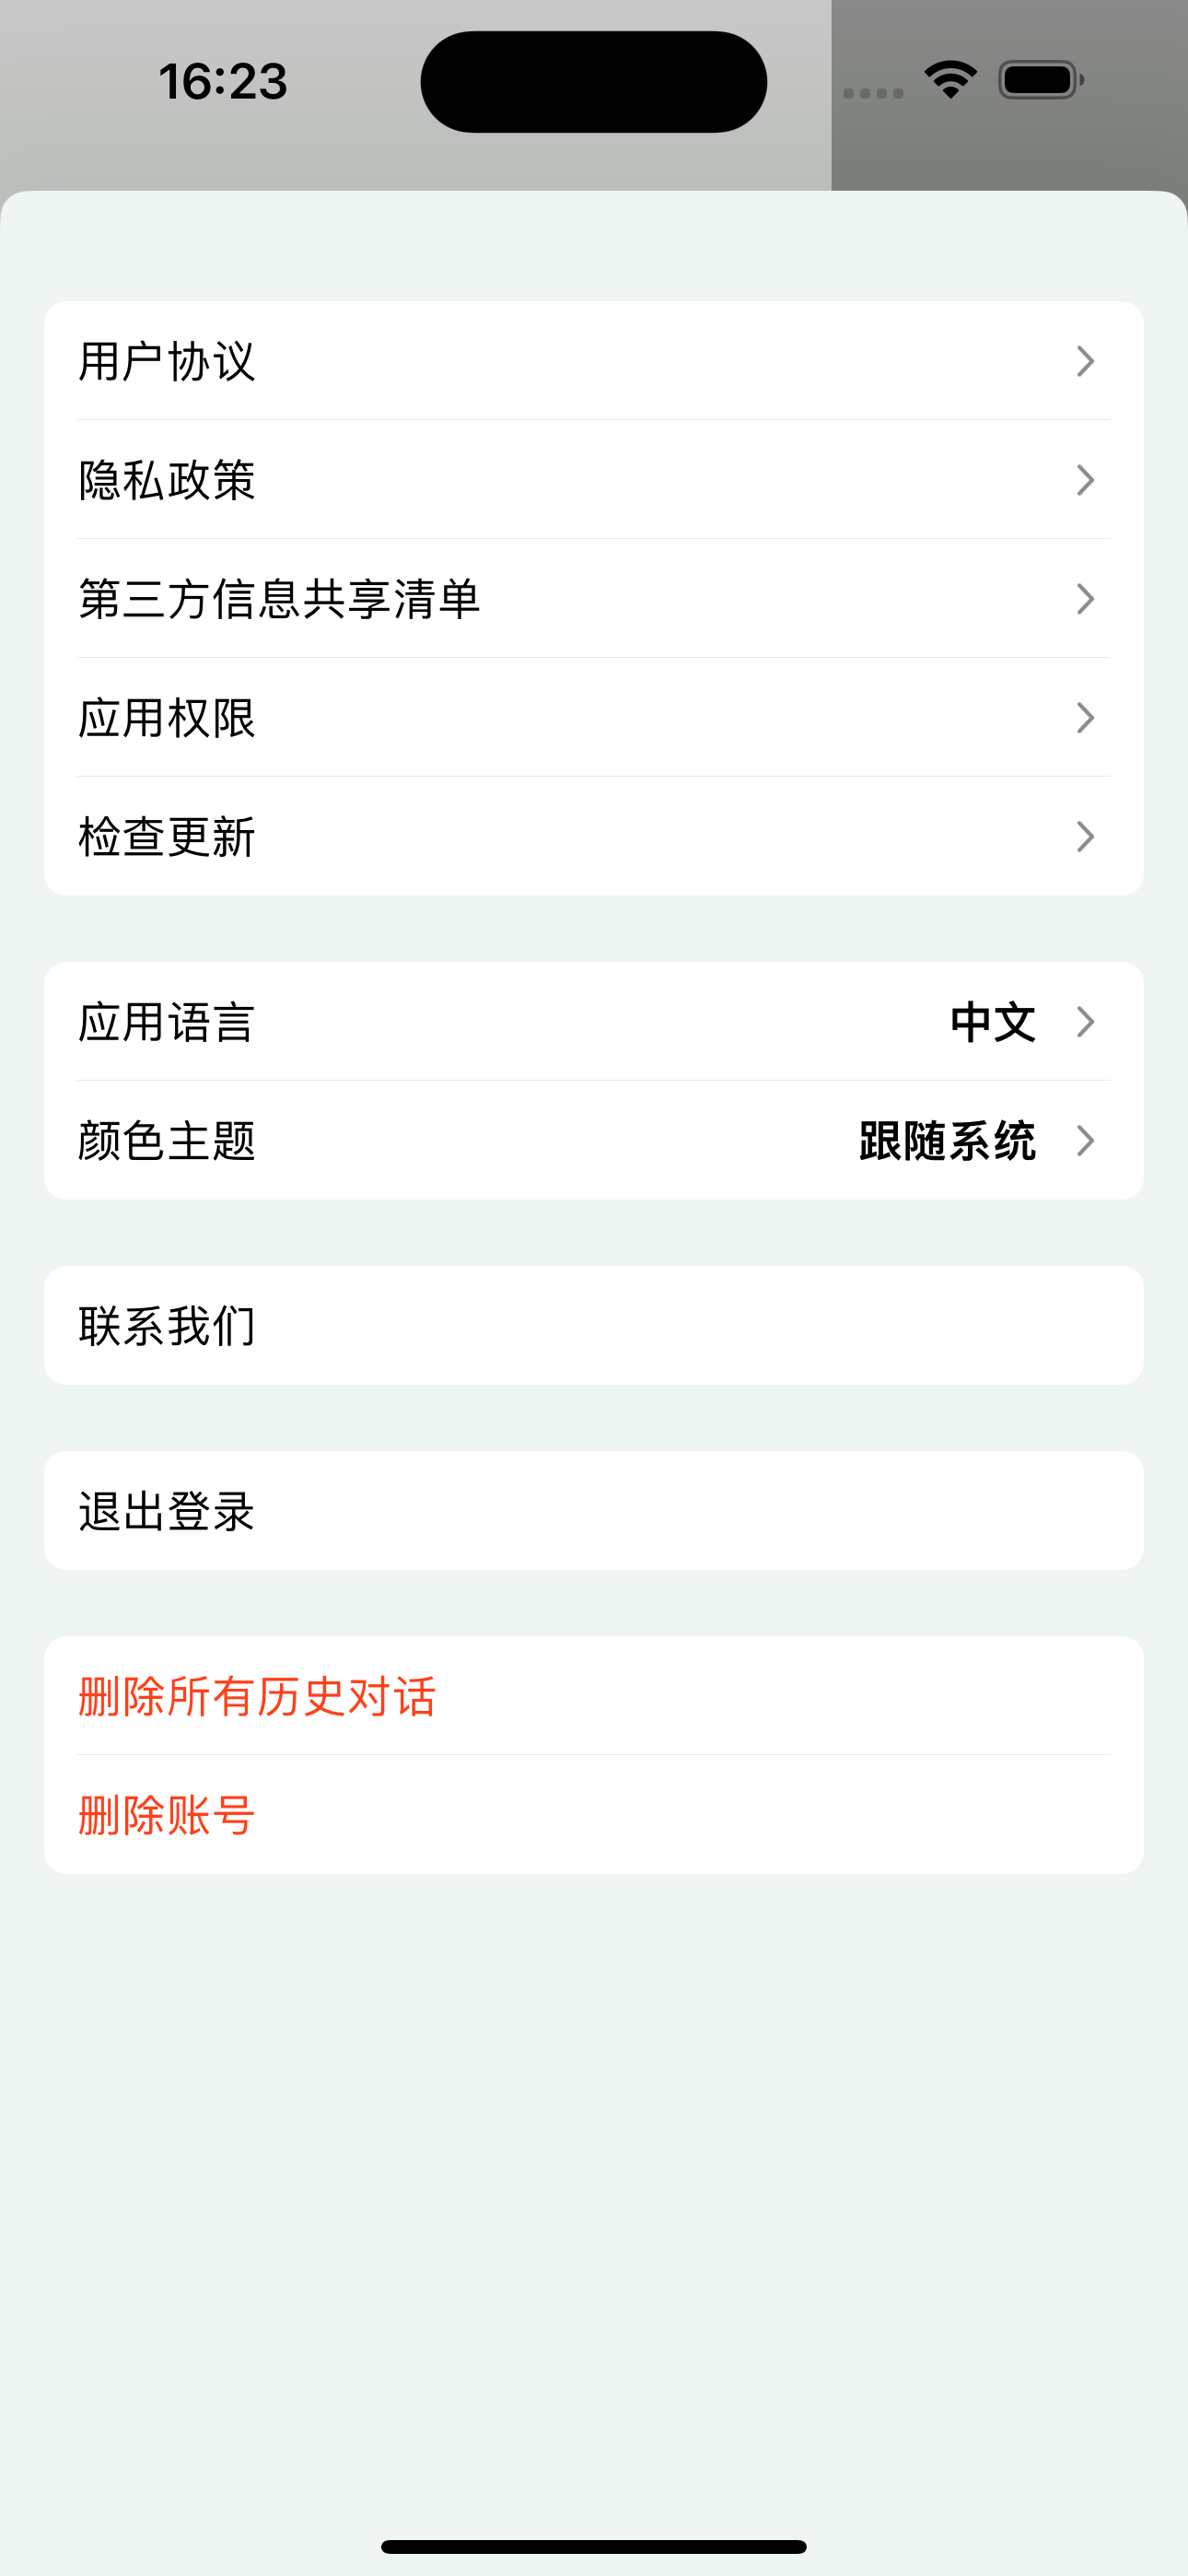 16:23
用户协议
隐私政策
第三方信息共享清单
应用权限
检查更新
应用语言 中文
颜色主题 跟随系统
联系我们
退出登录
删除所有历史对话
删除账号